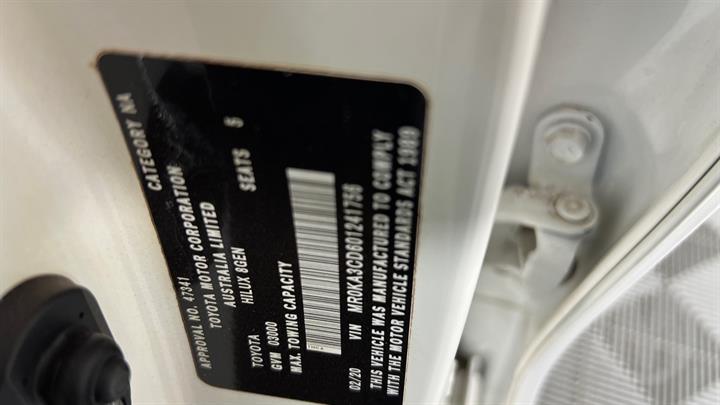 APPROVAL NO. 47341 CATEGORY NA
TOYOTA MOTOR CORPORATION
AUSTRALIA LIMITED
TOYOTA HILUX 8GEN
GVM 03000 SEATS 5
MAX. TOWING CAPACITY
02/20 VIN MR0KA3CD601241756
THIS VEHICLE WAS MANUFACTURED TO COMPLY
WITH THE MOTOR VEHICLE STANDARDS ACT 1989